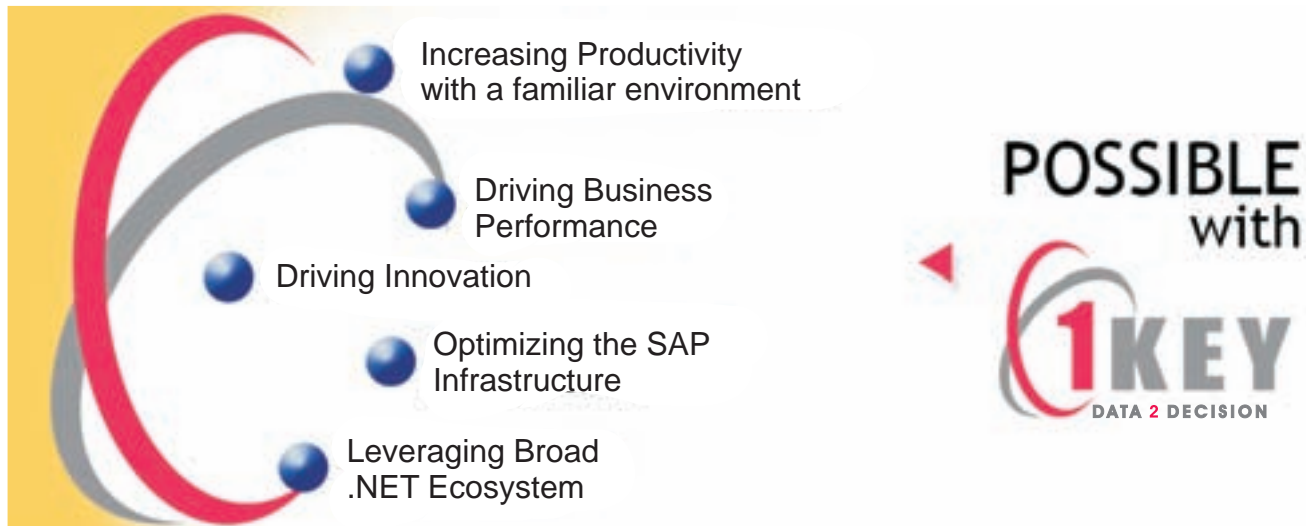 Increasing Productivity
with a familiar environment
Driving Business
Performance
Driving Innovation
Optimizing the SAP
Infrastructure
Leveraging Broad
.NET Ecosystem
POSSIBLE
with
1KEY
DATA 2 DECISION